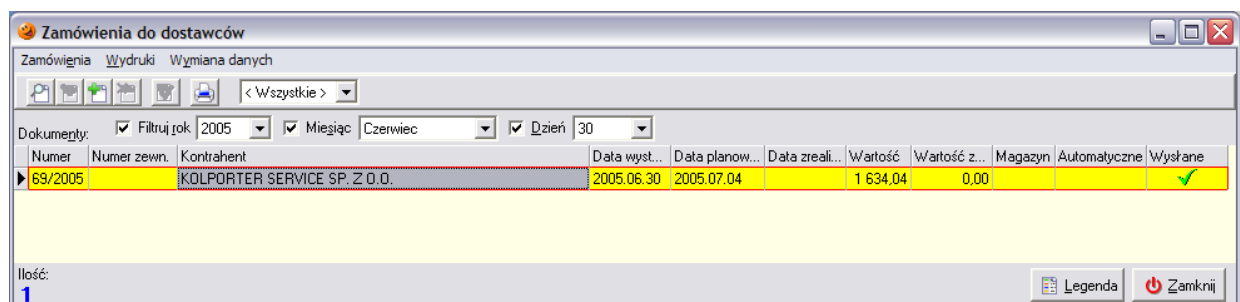 Zamówienia do dostawców
Zamówienia Wydruki Wymiana danych
< Wszystkie >
Dokumenty: Filtruj rok 2005 Miesiąc Czerwiec Dzień 30
Numer Numer zewn. Kontrahent Data wyst... Data planow... Data zreali... Wartość Wartość z... Magazyn Automatyczne Wysłane
69/2005 KOLPORTER SERVICE SP. Z O.O. 2005.06.30 2005.07.04 1 634,04 0,00
Ilość:
1
Legenda Zamknij